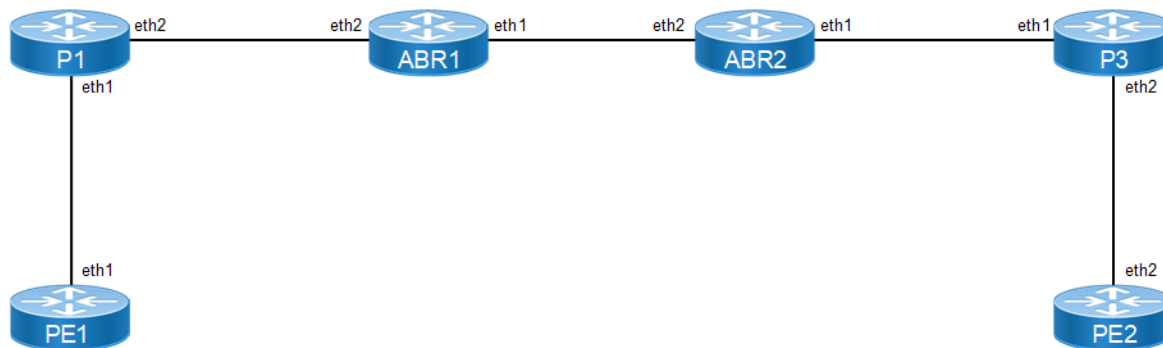 eth2 eth2 eth1 eth2 eth1 eth1
P1 ABR1 ABR2 P3
eth1 eth2
eth1 eth2
PE1 PE2